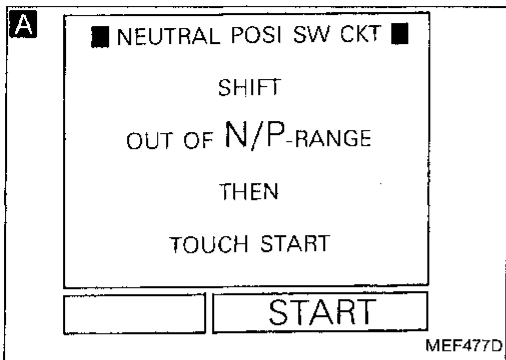 A
■ NEUTRAL POSI SW CKT ■
SHIFT
OUT OF N/P-RANGE
THEN
TOUCH START
START
MEF477D